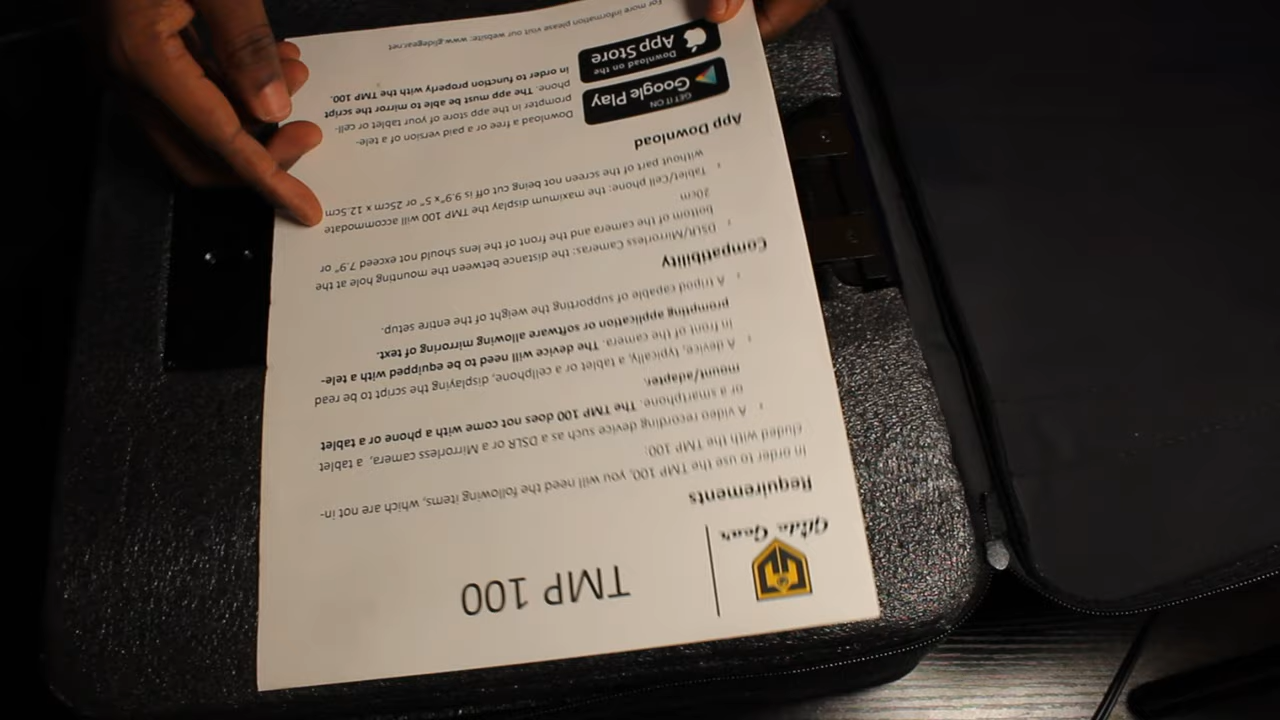 Glide Gear
TMP 100
Requirements
In order to use the TMP 100, you will need the following items, which are not in-
cluded with the TMP 100:
A video recording device such as a DSLR or a Mirrorless camera, a tablet
or a smartphone. The TMP 100 does not come with a phone or a tablet
mount/adapter.
A device, typically, a tablet or a cellphone, displaying the script to be read
in front of the camera. The device will need to be equipped with a tele-
prompting application or software allowing mirroring of text.
A tripod capable of supporting the weight of the entire setup.
Compatibility
DSLR/Mirrorless Cameras: the distance between the mounting hole at the
bottom of the camera and the front of the lens should not exceed 7.9" or
20cm
Tablet/Cell phone: the maximum display the TMP 100 will accommodate
without part of the screen not being cut off is 9.9"x 5" or 25cm x 12.5cm
App Download
Download a free or a paid version of a tele-
prompter in the app store of your tablet or cell-
phone. The app must be able to mirror the script
in order to function properly with the TMP 100.
GET IT ON
Google Play
Download on the
App Store
For more information please visit our website: www.glidegear.net